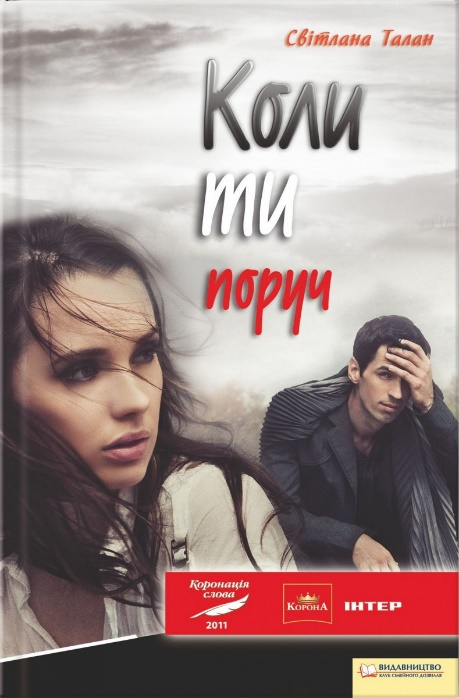 Світлана Талан
Коли
ти
поруч
Коронація
слова
2011
КОРОНА
ІНТЕР
ВИДАВНИЦТВО
КЛУБ СІМЕЙНОГО ДОЗВІЛЛЯ